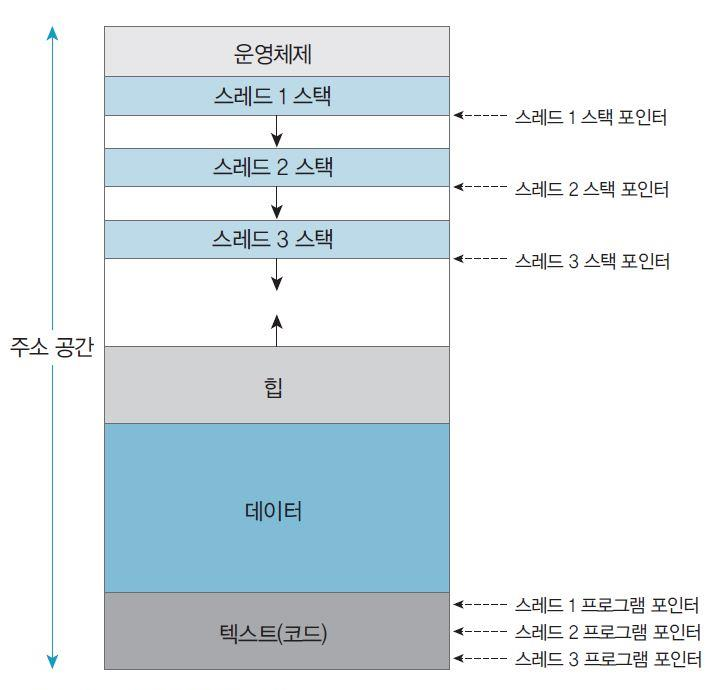 운영체제
스레드 1 스택
스레드 1 스택 포인터
스레드 2 스택
스레드 2 스택 포인터
스레드 3 스택
스레드 3 스택 포인터
주소 공간
힙
데이터
스레드 1 프로그램 포인터
텍스트(코드)
스레드 2 프로그램 포인터
스레드 3 프로그램 포인터